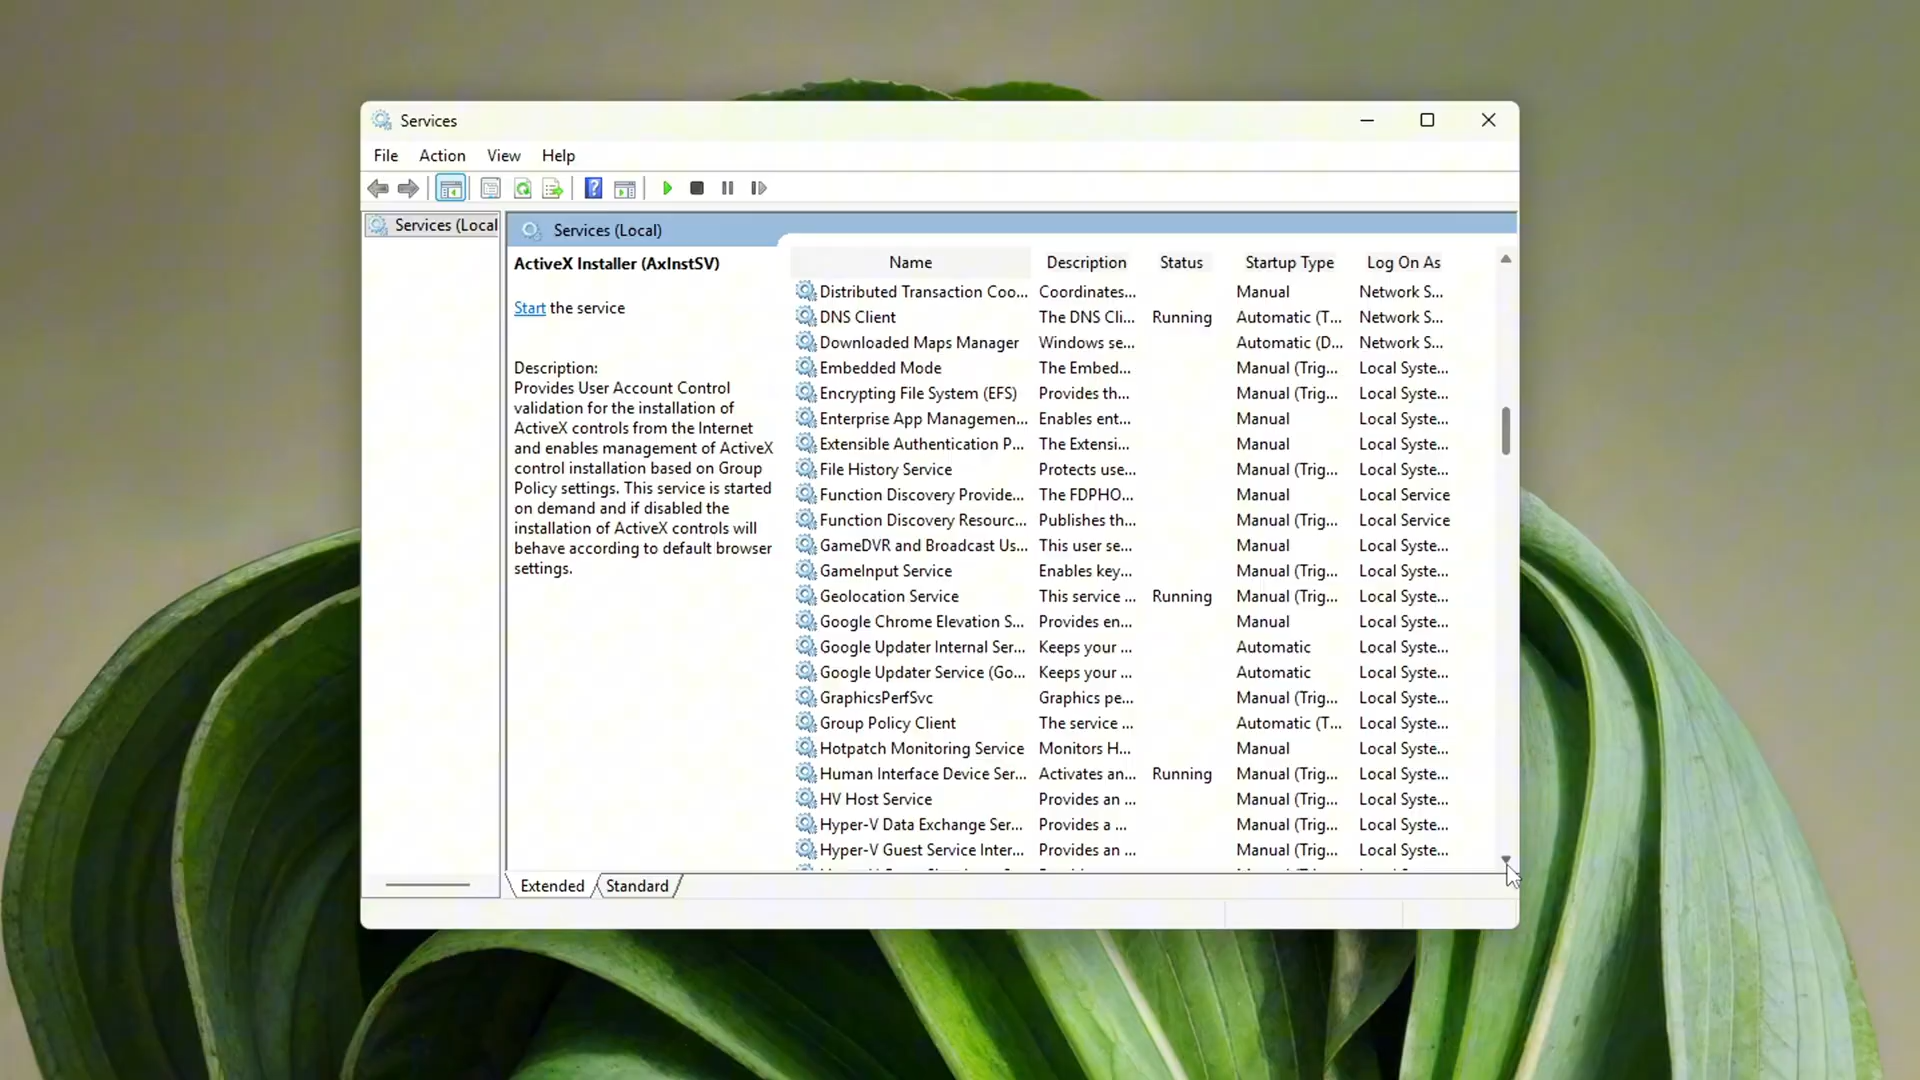 Services
File Action View Help
Services (Local
Services (Local)
ActiveX Installer (AxInstSV)
Start the service
Description:
Provides User Account Control
validation for the installation of
ActiveX controls from the Internet
and enables management of ActiveX
control installation based on Group
Policy settings. This service is started
on demand and if disabled the
installation of ActiveX controls will
behave according to default browser
settings.
Name Description Status Startup Type Log On As
Distributed Transaction Coo... Coordinates... Manual Network S...
DNS Client The DNS Cli... Running Automatic (T... Network S...
Downloaded Maps Manager Windows se... Automatic (D... Network S...
Embedded Mode The Embed... Manual (Trig... Local Syste...
Encrypting File System (EFS) Provides th... Manual (Trig... Local Syste...
Enterprise App Managemen... Enables ent... Manual Local Syste...
Extensible Authentication P... The Extensi... Manual Local Syste...
File History Service Protects use... Manual (Trig... Local Syste...
Function Discovery Provide... The FDPHO... Manual Local Service
Function Discovery Resourc... Publishes th... Manual (Trig... Local Service
GameDVR and Broadcast Us... This user se... Manual Local Syste...
GameInput Service Enables key... Manual (Trig... Local Syste...
Geolocation Service This service ... Running Manual (Trig... Local Syste...
Google Chrome Elevation S... Provides en... Manual Local Syste...
Google Updater Internal Ser... Keeps your ... Automatic Local Syste...
Google Updater Service (Go... Keeps your ... Automatic Local Syste...
GraphicsPerfSvc Graphics pe... Manual (Trig... Local Syste...
Group Policy Client The service ... Automatic (T... Local Syste...
Hotpatch Monitoring Service Monitors H... Manual Local Syste...
Human Interface Device Ser... Activates an... Running Manual (Trig... Local Syste...
HV Host Service Provides an ... Manual (Trig... Local Syste...
Hyper-V Data Exchange Ser... Provides a ... Manual (Trig... Local Syste...
Hyper-V Guest Service Inter... Provides an ... Manual (Trig... Local Syste...
Extended Standard